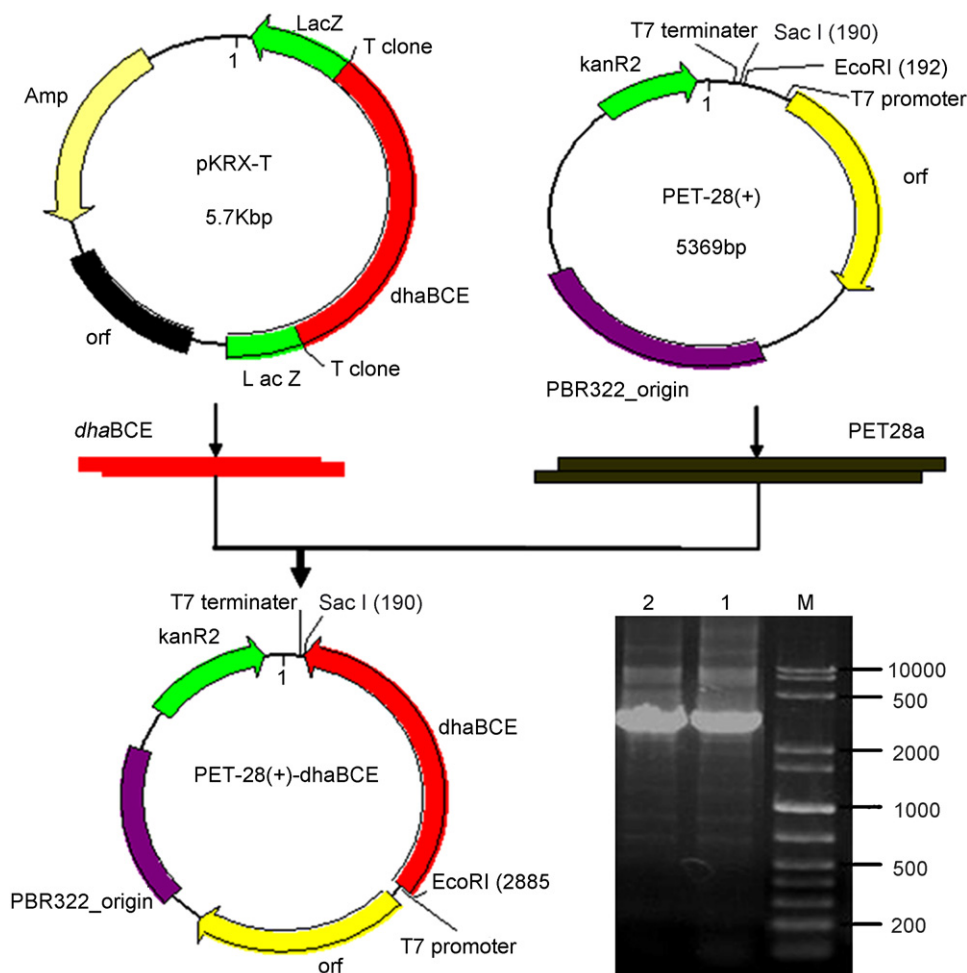 LacZ
T clone
1
Amp
pKRX-T
5.7Kbp
dhaBCE
orf
L ac Z
T clone
T7 terminater
Sac I (190)
kanR2
EcoRI (192)
1
T7 promoter
orf
PET-28(+)
5369bp
PBR322_origin
dhaBCE
PET28a
T7 terminater
Sac I (190)
kanR2
1
dhaBCE
PET-28(+)-dhaBCE
PBR322_origin
EcoRI (2885
T7 promoter
orf
2 1 M
10000
500
2000
1000
500
200